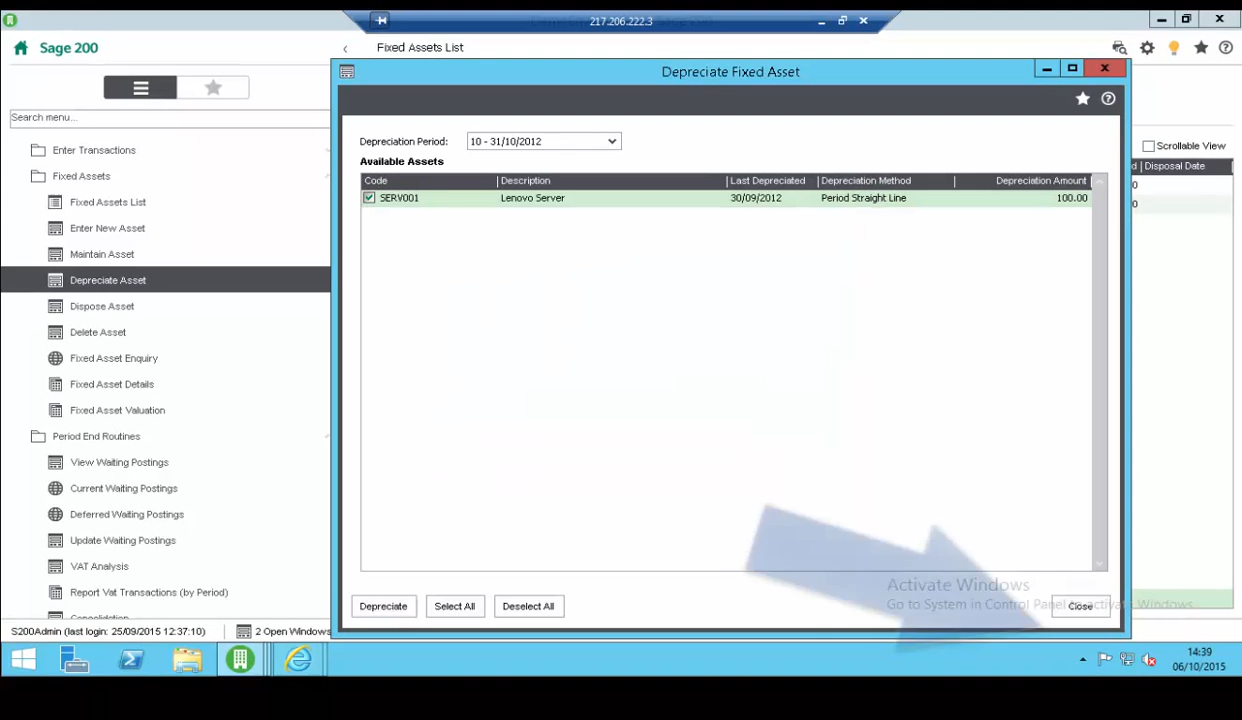 217.206.222.3
Sage 200
Fixed Assets List
Search menu...
Enter Transactions
Fixed Assets
Fixed Assets List
Enter New Asset
Maintain Asset
Depreciate Asset
Dispose Asset
Delete Asset
Fixed Asset Enquiry
Fixed Asset Details
Fixed Asset Valuation
Period End Routines
View Waiting Postings
Current Waiting Postings
Deferred Waiting Postings
Update Waiting Postings
VAT Analysis
Report Vat Transactions (by Period)
Consolidation
Depreciate Fixed Asset
Depreciation Period: 10 - 31/10/2012
Available Assets
Code Description Last Depreciated Depreciation Method Depreciation Amount
SERV001 Lenovo Server 30/09/2012 Period Straight Line 100.00
Depreciate Select All Deselect All Close
Scrollable View
d Disposal Date
0
0
Activate Windows
Go to System in Control Panel to activate Windows.
S200Admin (last login: 25/09/2015 12:37:10) 2 Open Windows
14:39
06/10/2015